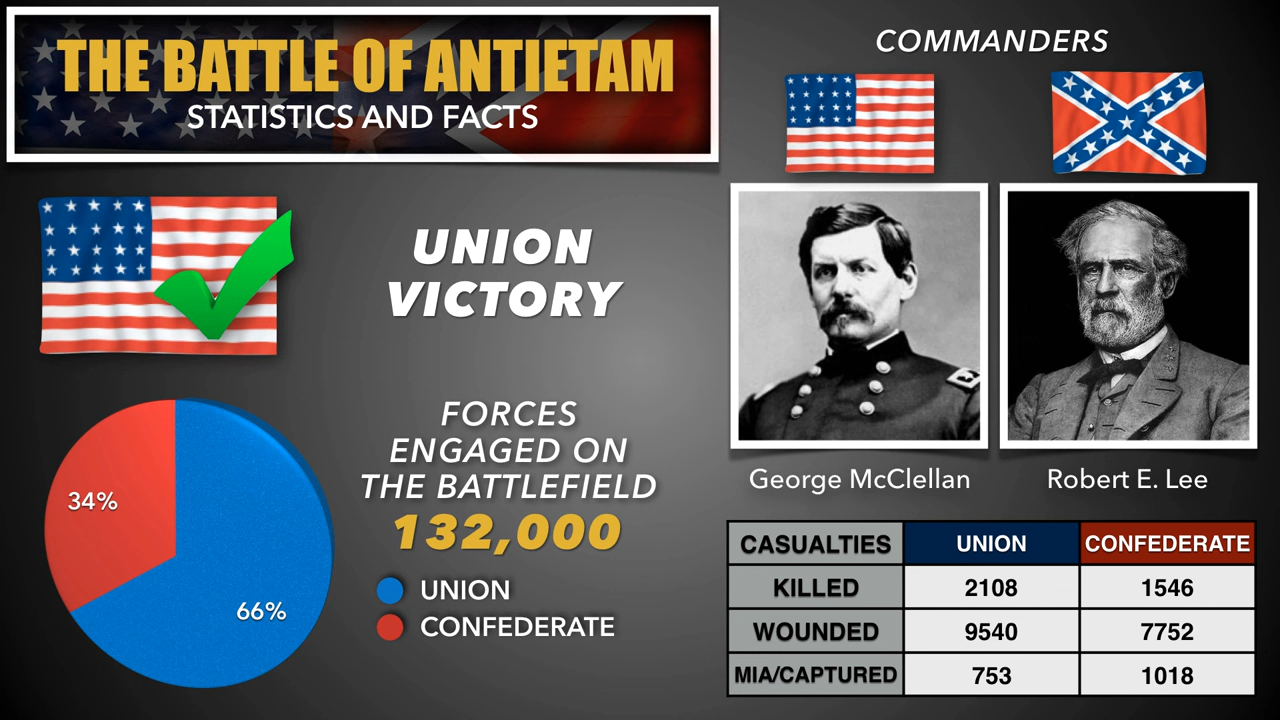 THE BATTLE OF ANTIETAM
STATISTICS AND FACTS
UNION
VICTORY
FORCES
ENGAGED ON
THE BATTLEFIELD
132,000
34%
66%
UNION
CONFEDERATE
COMMANDERS
George McClellan
Robert E. Lee
CASUALTIES UNION CONFEDERATE
KILLED 2108 1546
WOUNDED 9540 7752
MIA/CAPTURED 753 1018